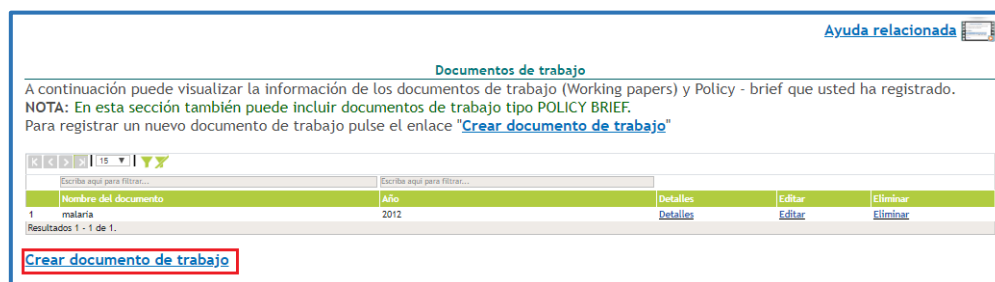 Ayuda relacionada
Documentos de trabajo
A continuación puede visualizar la información de los documentos de trabajo (Working papers) y Policy - brief que usted ha registrado.
NOTA: En esta sección también puede incluir documentos de trabajo tipo POLICY BRIEF.
Para registrar un nuevo documento de trabajo pulse el enlace "Crear documento de trabajo"
15
Escriba aqui para filtrar... Escriba aqui para filtrar...
Nombre del documento Año Detalles Editar Eliminar
1 malaria 2012 Detalles Editar Eliminar
Resultados 1 - 1 de 1.
Crear documento de trabajo